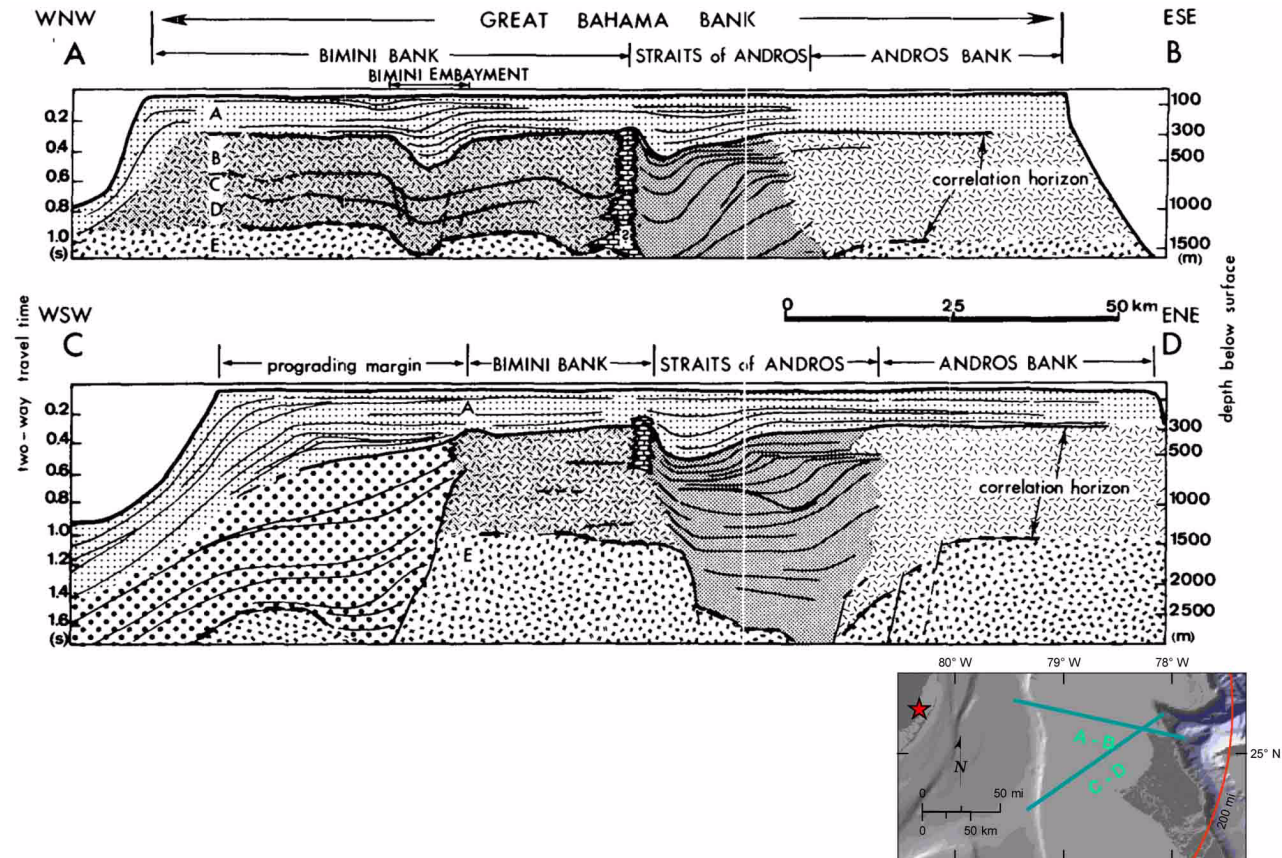 WNW
GREAT BAHAMA BANK
ESE
A
BIMINI BANK
STRAITS of ANDROS
ANDROS BANK
B
BIMINI EMBAYMENT
0.2
0.4
0.6
0.8
1.0
(s)
A
B
C
D
E
?
correlation horizon
100
300
500
1000
1500
(m)
two-way travel time
depth below surface
0
25
50 km
WSW
ENE
C
prograding margin
BIMINI BANK
STRAITS of ANDROS
ANDROS BANK
D
0.2
0.4
0.6
0.8
1.0
1.2
1.4
1.6
(s)
A
E
correlation horizon
300
500
1000
1500
2000
2500
(m)
80° W
79° W
78° W
25° N
A - B
C - D
N
0
50 mi
0
50 km
200 mi